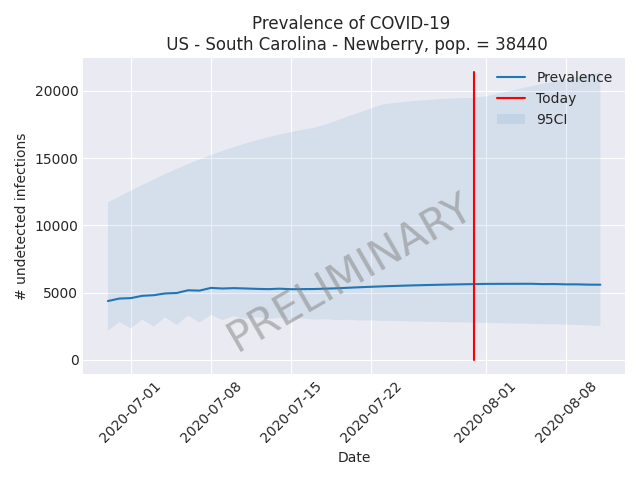 Prevalence of COVID-19
US - South Carolina - Newberry, pop. = 38440
# undetected infections
20000
15000
10000
5000
0
Prevalence
Today
95CI
PRELIMINARY
2020-07-01
2020-07-08
2020-07-15
2020-07-22
2020-08-01
2020-08-08
Date